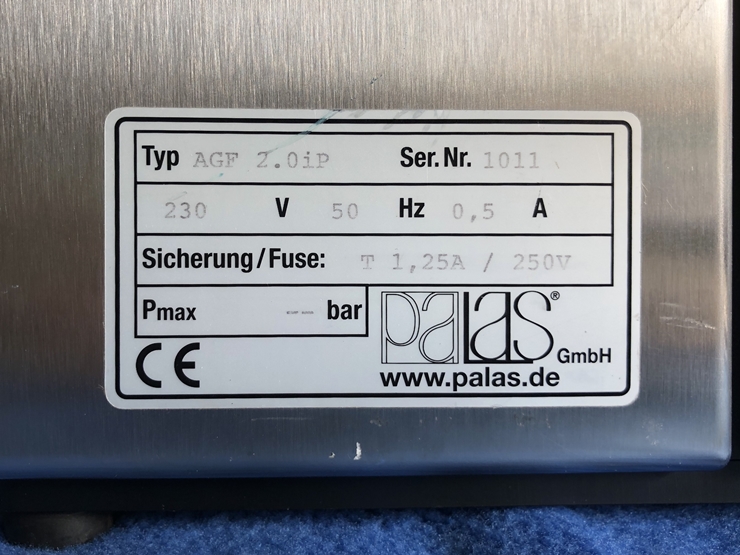 Typ AGF 2.0iP Ser. Nr. 1011
230 V 50 Hz 0,5 A
Sicherung/Fuse: T 1,25A / 250V
Pmax bar
CE PALAS® GmbH
www.palas.de